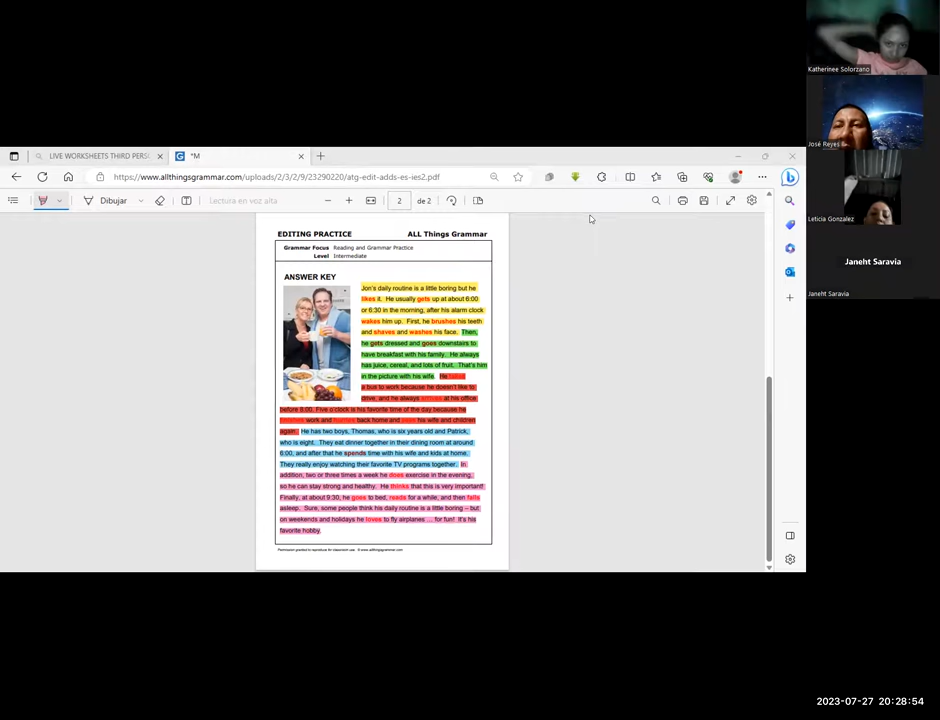 LIVE WORKSHEETS THIRD PERS
"M
https://www.allthingsgrammar.com/uploads/2/3/2/9/23290220/atg-edit-adds-es-ies2.pdf
Dibujar
Lectura en voz alta
2
de 2
EDITING PRACTICE
ALL Things Grammar
Grammar Focus Reading and Grammar Practice
Level Intermediate
ANSWER KEY
Jon's daily routine is a little boring but he
likes it. He usually gets up at about 6:00
or 6:30 in the morning, after his alarm clock
wakes him up. First, he brushes his teeth
and shaves and washes his face. Then,
he gets dressed and goes downstairs to
have breakfast with his family. He always
has juice, cereal, and lots of fruit. That's him
in the picture with his wife. He takes
a bus to work because he doesn't like to
drive, and he always arrives at his office
before 8:00. Five o'clock is his favorite time of the day because he
finishes work and hurries back home and his wife and children
again. He has two boys, Thomas, who is six years old and Patrick,
who is eight. They eat dinner together in their dining room at around
6:00, and after that he spends time with his wife and kids at home.
They really enjoy watching their favorite TV programs together. In
addition, two or three times a week he does exercise in the evening,
so he can stay strong and healthy. He thinks that this is very important!
Finally, at about 9:30, he goes to bed, reads for a while, and then falls
asleep. Sure, some people think his daily routine is a little boring – but
on weekends and holidays he loves to fly airplanes … for fun! It's his
favorite hobby.
Permission granted to reproduce for classroom use. © www.allthingsgrammar.com
Katherinee Solorzano
José Reyes
Leticia Gonzalez
Janeht Saravia
Janeht Saravia
2023-07-27 20:28:54